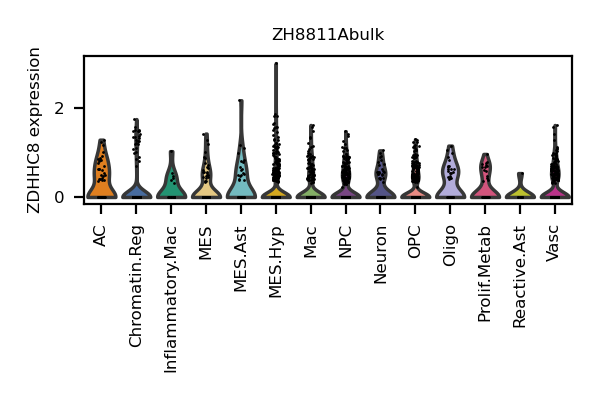 ZH8811Abulk
ZDHHC8 expression
2
0
AC
Chromatin.Reg
Inflammatory.Mac
MES
MES.Ast
MES.Hyp
Mac
NPC
Neuron
OPC
Oligo
Prolif.Metab
Reactive.Ast
Vasc